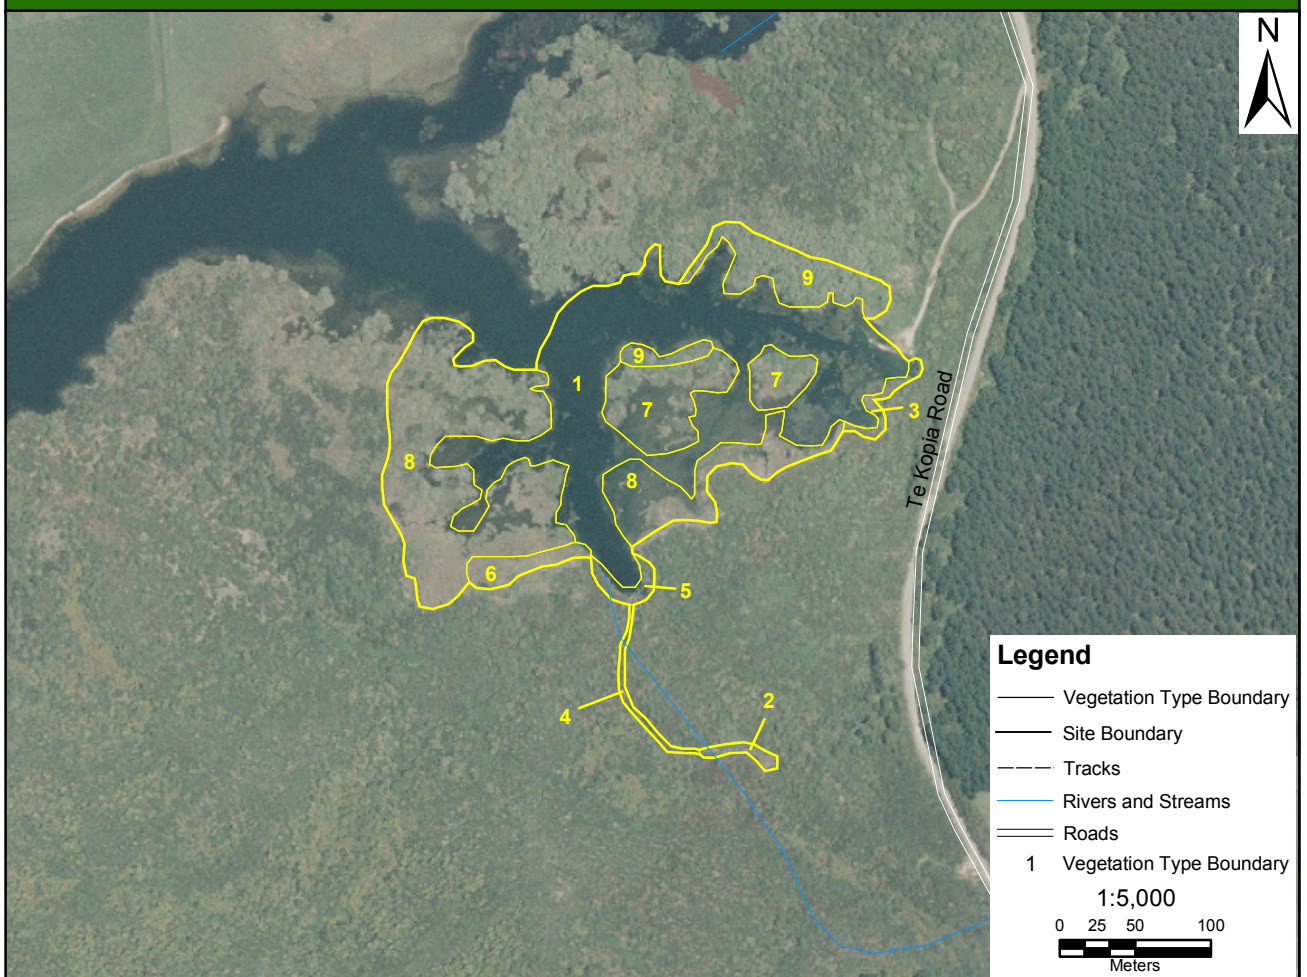 N
9
9
1
7
7
3
Te Kopia Road
8
8
6
5
2
4
Legend
Vegetation Type Boundary
Site Boundary
Tracks
Rivers and Streams
Roads
1 Vegetation Type Boundary
1:5,000
0 25 50 100
Meters